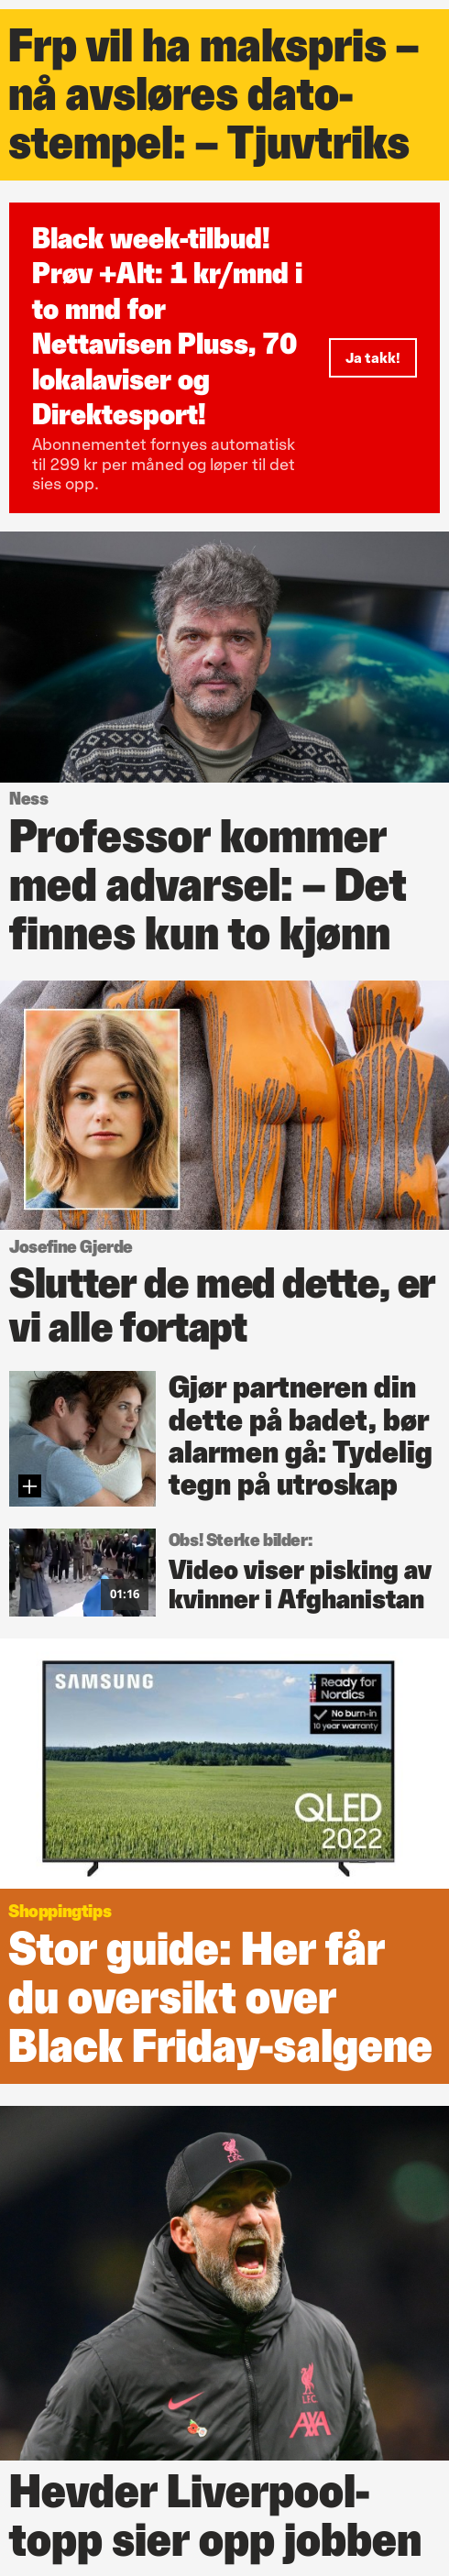 Frp vil ha makspris –
nå avsløres dato-
stempel: – Tjuvtriks
Black week-tilbud!
Prøv +Alt: 1 kr/mnd i
to mnd for
Nettavisen Pluss, 70
lokalaviser og
Direktesport!
Ja takk!
Abonnementet fornyes automatisk
til 299 kr per måned og løper til det
sies opp.
Ness
Professor kommer
med advarsel: – Det
finnes kun to kjønn
Josefine Gjerde
Slutter de med dette, er
vi alle fortapt
Gjør partneren din
dette på badet, bør
alarmen gå: Tydelig
tegn på utroskap
Obs! Sterke bilder:
Video viser pisking av
kvinner i Afghanistan
01:16
SAMSUNG
Ready for
Nordics
No burn-in
10 year warranty
QLED
2022
Shoppingtips
Stor guide: Her får
du oversikt over
Black Friday-salgene
L.F.C.
L.F.C.
AXA
Hevder Liverpool-
topp sier opp jobben